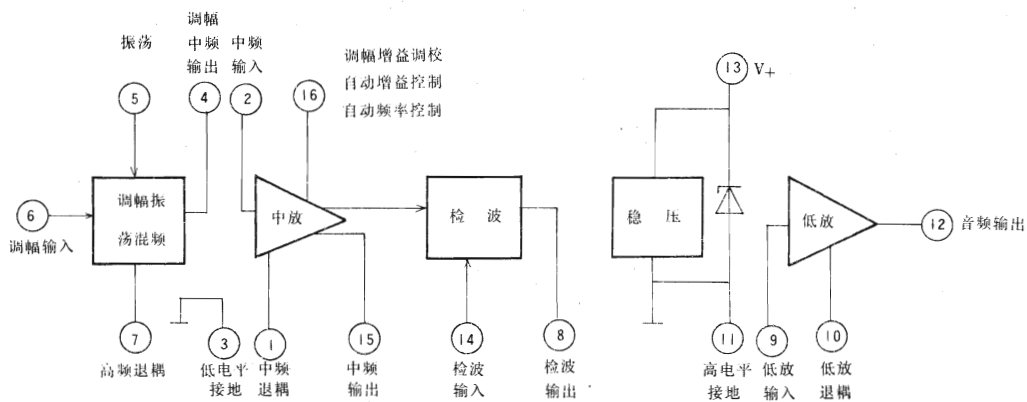 振荡
调幅
中频
输出
中频
输入
调幅增益调校
自动增益控制
自动频率控制
13 V+
5
4
2
16
调幅振
荡混频
6
调幅输入
中放
检 波
稳 压
低放
12 音频输出
7
高频退耦
3
低电平
接地
1
中频
退耦
15
中频
输出
14
检波
输入
8
检波
输出
11
高电平
接地
9
低放
输入
10
低放
退耦